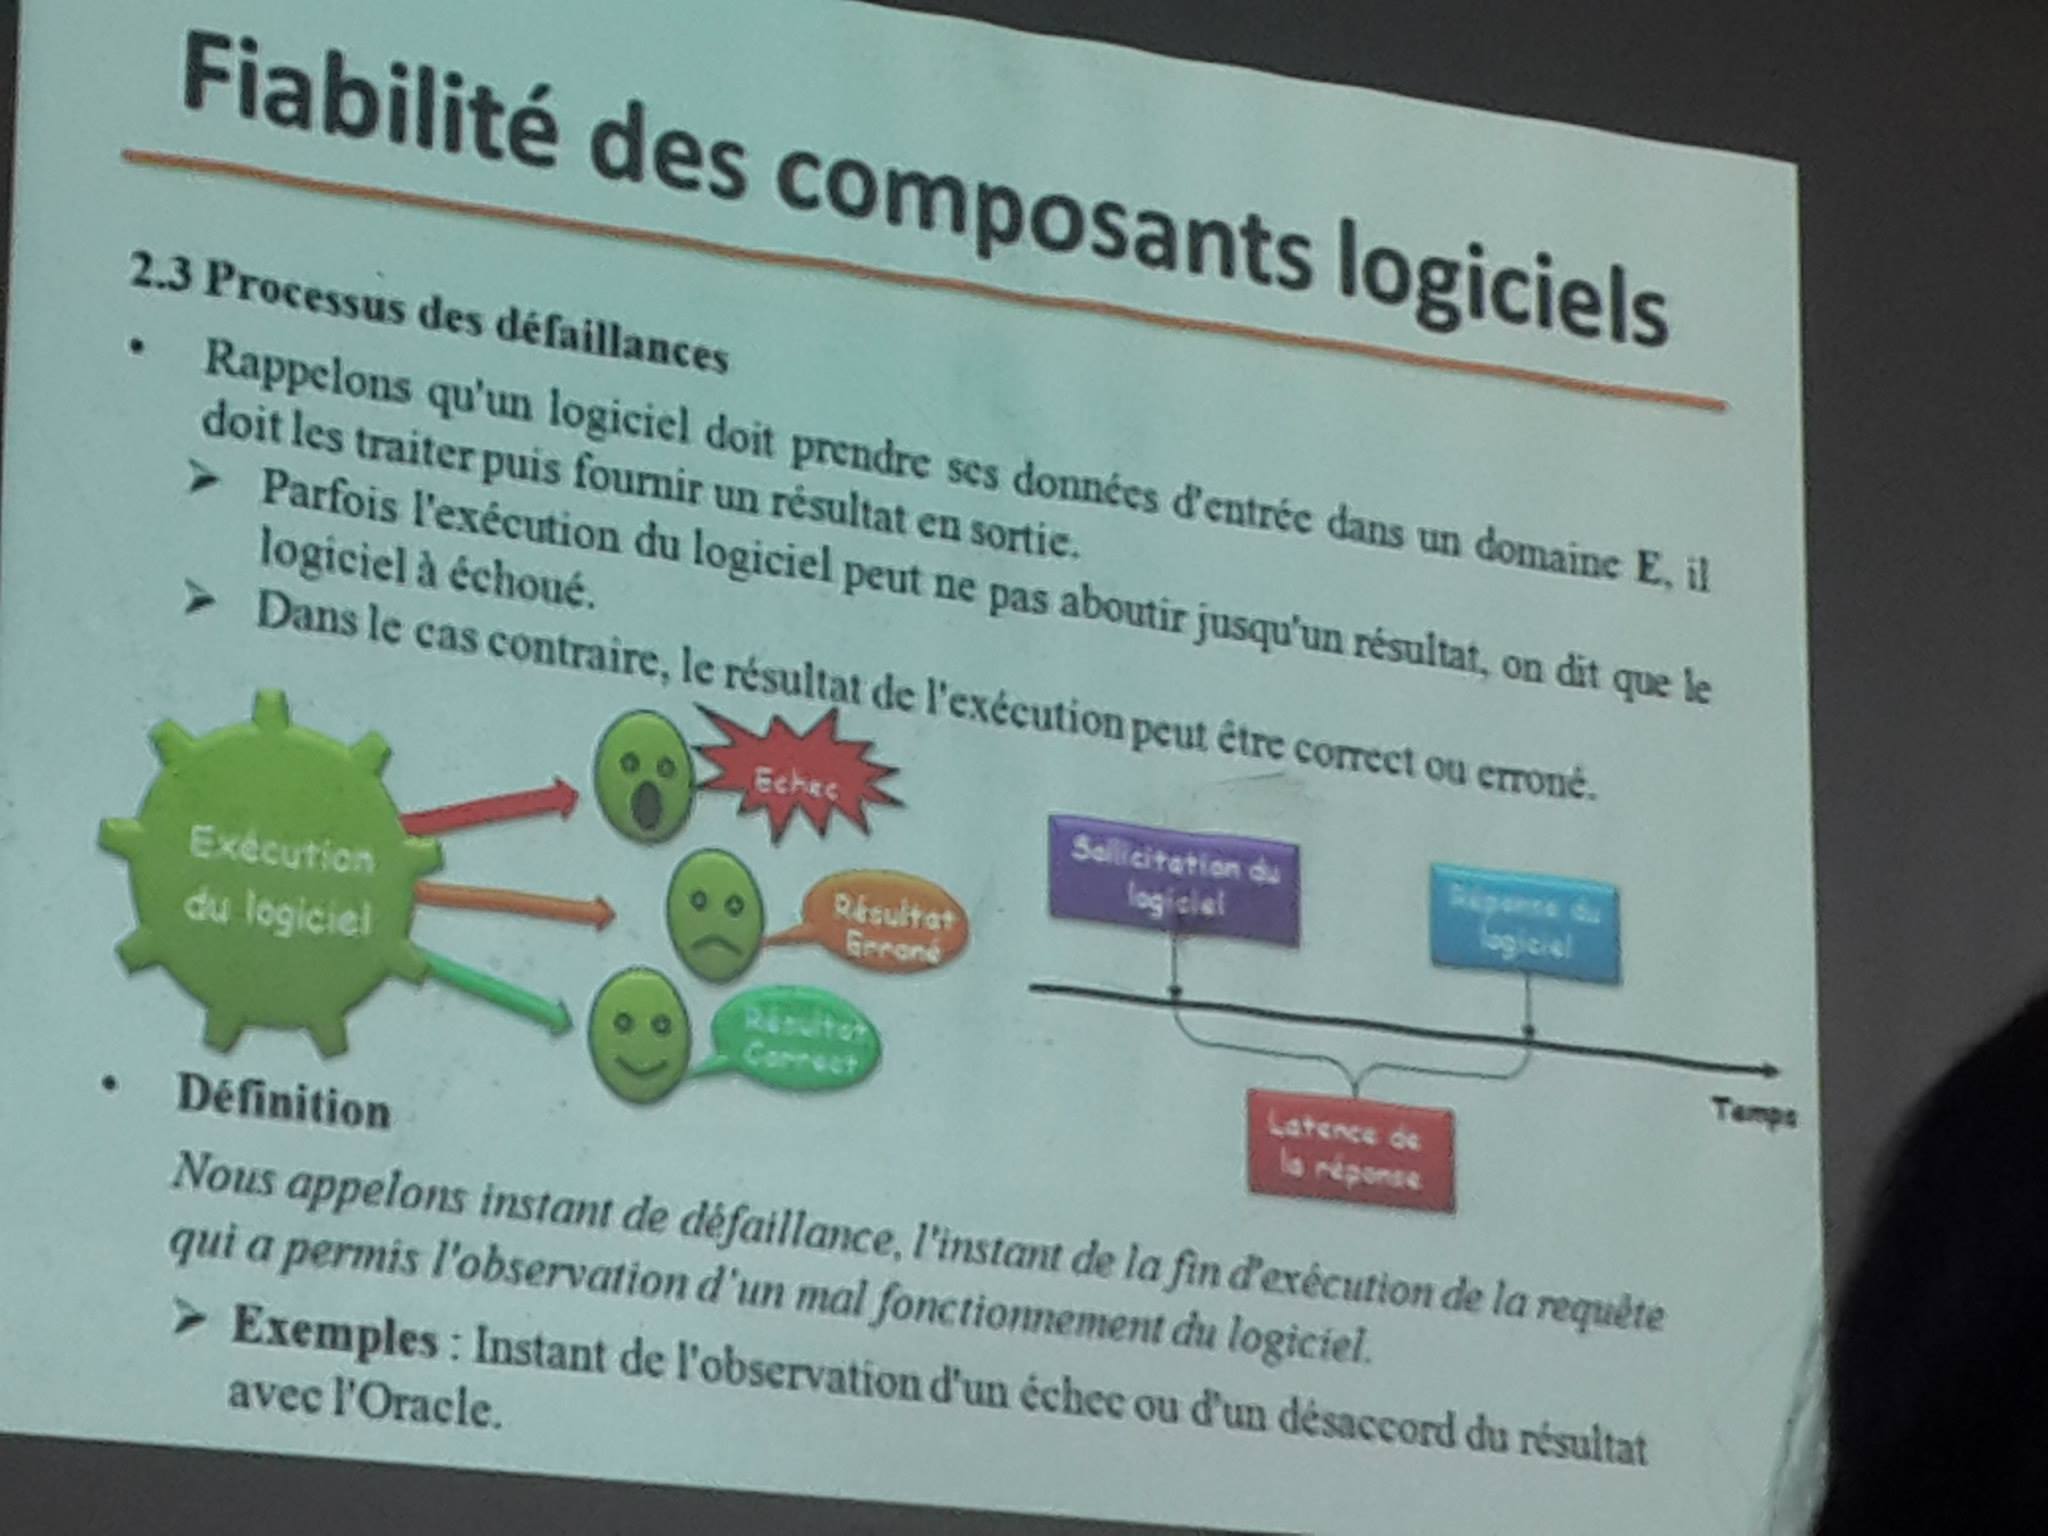 Fiabilité des composants logiciels
2.3 Processus des défaillances
• Rappelons qu'un logiciel doit prendre ses données d'entrée dans un domaine E, il
doit les traiter puis fournir un résultat en sortie.
➤ Parfois l'exécution du logiciel peut ne pas aboutir jusqu'un résultat, on dit que le
logiciel à échoué.
➤ Dans le cas contraire, le résultat de l'exécution peut être correct ou erroné.
Exécution
du logiciel
Echec
Résultat
Erroné
Résultat
Correct
Sollicitation du
logiciel
Réponse du
logiciel
Temps
Latence de
la réponse
• Définition
Nous appelons instant de défaillance, l'instant de la fin d'exécution de la requête
qui a permis l'observation d'un mal fonctionnement du logiciel.
➤ Exemples : Instant de l'observation d'un échec ou d'un désaccord du résultat
avec l'Oracle.